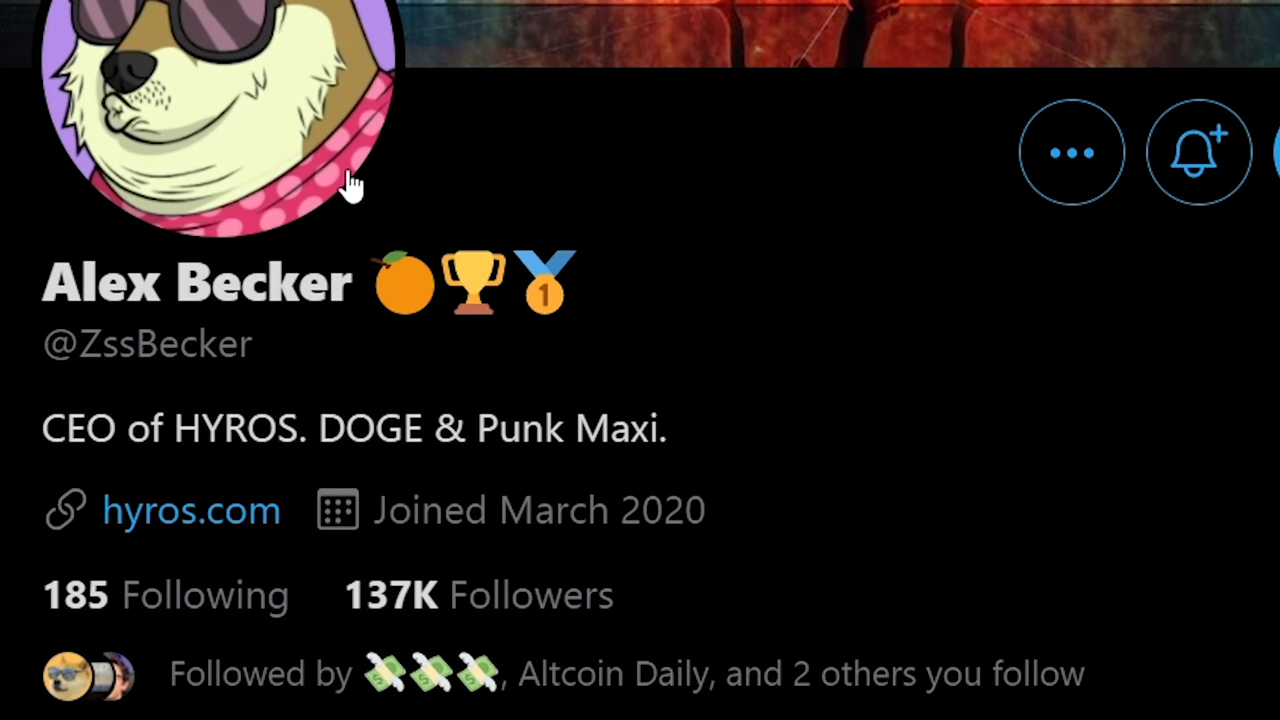 Alex Becker 🍊🏆🥇
@ZssBecker
CEO of HYROS. DOGE & Punk Maxi.
hyros.com Joined March 2020
185 Following 137K Followers
Followed by 💸💸💸, Altcoin Daily, and 2 others you follow